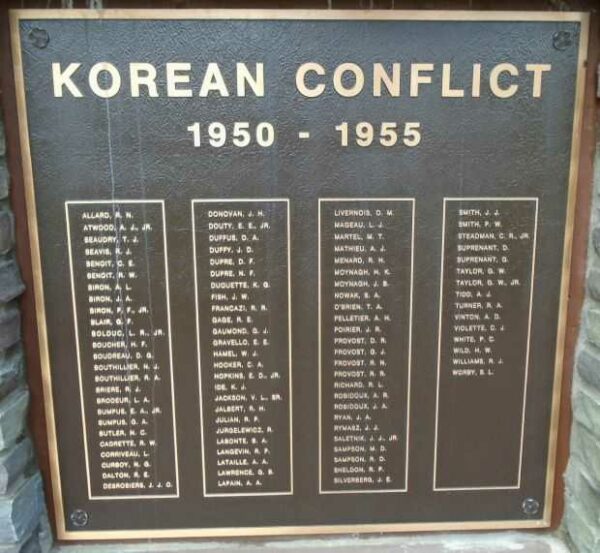 KOREAN CONFLICT
1950 - 1955
ALLARD, R. N.
ATWOOD, A. J., JR.
BEAUDRY, T. J.
BEAVIS, R. J.
BENOIT, C. E.
BENOIT, R. W.
BIRON, A. L.
BIRON, J. A.
BIRON, P. F., JR.
BLAIR, G. F.
BOLDUC, L. R., JR.
BOUCHER, H. F.
BOUDREAU, D. G.
BOUTHILLIER, N. J.
BOUTHILLIER, R. A.
BRIERE, R. J.
BRODEUR, L. A.
BUMPUS, E. A., JR.
BUMPUS, G. A.
BUTLER, N. C.
CADRETTE, R. W.
CORRIVEAU, L.
CURBOY, N. G.
DALTON, R. E.
DESROSIERS, J. J. O.
DONOVAN, J. H.
DOUTY, E. E., JR.
DUFFUS, D. A.
DUFFY, J. D.
DUFRE, D. F.
DUFRE, N. F.
DUQUETTE, K. G.
FISH, J. W.
FRANCAZI, R. R.
GAGE, R. E.
GAUMOND, G. J.
GRAVELLO, E. E.
HAMEL, W. J.
HOOKER, C. A.
HOPKINS, E. D., JR.
IDE, K. J.
JACKSON, V. L., SR.
JALBERT, R. H.
JULIAN, R. P.
JURGELEWICZ, R.
LABONTE, B. A.
LANGEVIN, R. P.
LATAILLE, A. A.
LAWRENCE, G. B.
LAPAIN, A. A.
LIVERNOIS, O. M.
MAGEAU, L. J.
MARTEL, M. T.
MATHIEU, A. J.
MENARD, R. H.
MOYNAGH, H. K.
MOYNAGH, J. B.
NOWAK, S. A.
O'BRIEN, T. A.
PELLETIER, A. H.
POIRIER, J. R.
PROVOST, D. R.
PROVOST, G. J.
PROVOST, R. N.
PROVOST, R. R.
RICHARD, R. L.
ROBIDOUX, A. R.
ROBIDOUX, J. A.
RYAN, J. A.
RYMASZ, J. J.
SALETNIK, J. J., JR.
SAMPSON, M. D.
SAMPSON, R. O.
SHELDON, R. P.
SILVERBERG, J. E.
SMITH, J. J.
SMITH, P. W.
STEADMAN, C. R., JR.
SUPRENANT, D.
SUPRENANT, G.
TAYLOR, G. W.
TAYLOR, G. W., JR.
TIDD, A. J.
TURNER, R. A.
VINTON, A. D.
VIOLETTE, C. J.
WHITE, P. C.
WILD, H. W.
WILLIAMS, R. J.
WORBY, S. L.